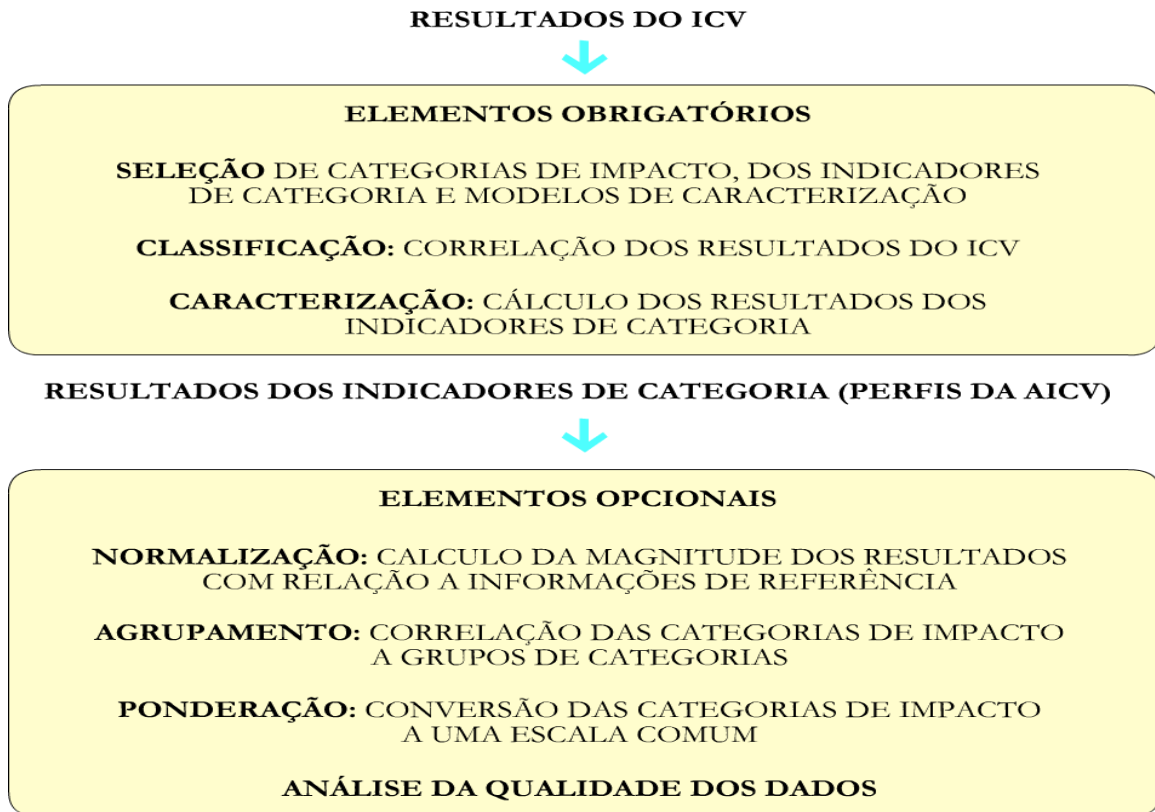 RESULTADOS DO ICV
ELEMENTOS OBRIGATÓRIOS
SELEÇÃO DE CATEGORIAS DE IMPACTO, DOS INDICADORES
DE CATEGORIA E MODELOS DE CARACTERIZAÇÃO
CLASSIFICAÇÃO: CORRELAÇÃO DOS RESULTADOS DO ICV
CARACTERIZAÇÃO: CÁLCULO DOS RESULTADOS DOS
INDICADORES DE CATEGORIA
RESULTADOS DOS INDICADORES DE CATEGORIA (PERFIS DA AICV)
ELEMENTOS OPCIONAIS
NORMALIZAÇÃO: CALCULO DA MAGNITUDE DOS RESULTADOS
COM RELAÇÃO A INFORMAÇÕES DE REFERÊNCIA
AGRUPAMENTO: CORRELAÇÃO DAS CATEGORIAS DE IMPACTO
A GRUPOS DE CATEGORIAS
PONDERAÇÃO: CONVERSÃO DAS CATEGORIAS DE IMPACTO
A UMA ESCALA COMUM
ANÁLISE DA QUALIDADE DOS DADOS